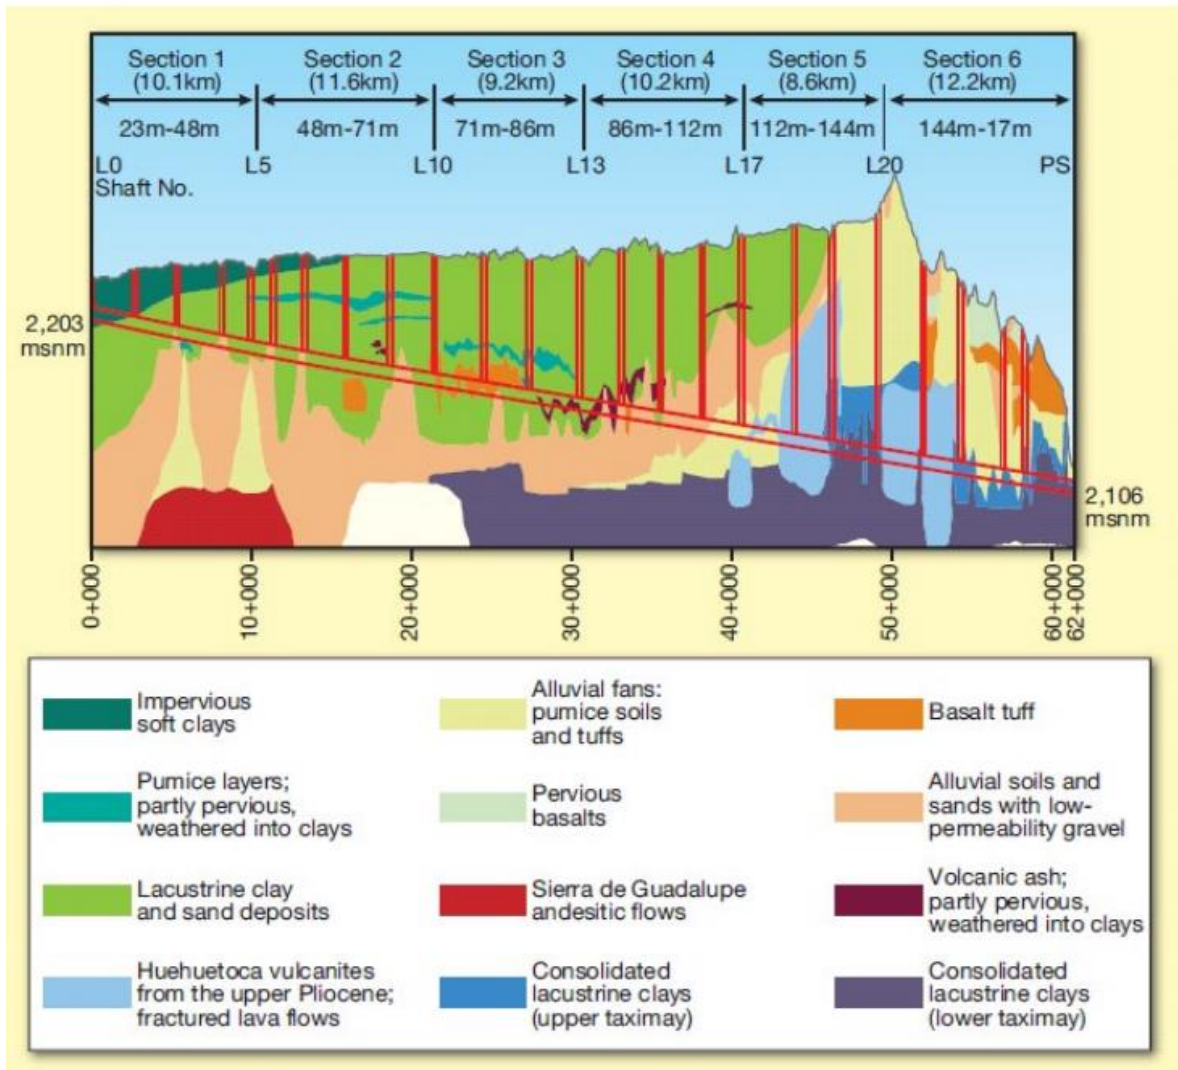 Section 1
(10.1km)
Section 2
(11.6km)
Section 3
(9.2km)
Section 4
(10.2km)
Section 5
(8.6km)
Section 6
(12.2km)
23m-48m
48m-71m
71m-86m
86m-112m
112m-144m
144m-17m
L0
L5
L10
L13
L17
L20
PS
Shaft No.
2,203
msnm
2,106
msnm
0+000
10+000
20+000
30+000
40+000
50+000
60+000
62+000
Impervious
soft clays
Alluvial fans:
pumice soils
and tuffs
Basalt tuff
Pumice layers;
partly pervious,
weathered into clays
Pervious
basalts
Alluvial soils and
sands with low-
permeability gravel
Lacustrine clay
and sand deposits
Sierra de Guadalupe
andesitic flows
Volcanic ash;
partly pervious,
weathered into clays
Huehuetoca vulcanites
from the upper Pliocene;
fractured lava flows
Consolidated
lacustrine clays
(upper taximay)
Consolidated
lacustrine clays
(lower taximay)